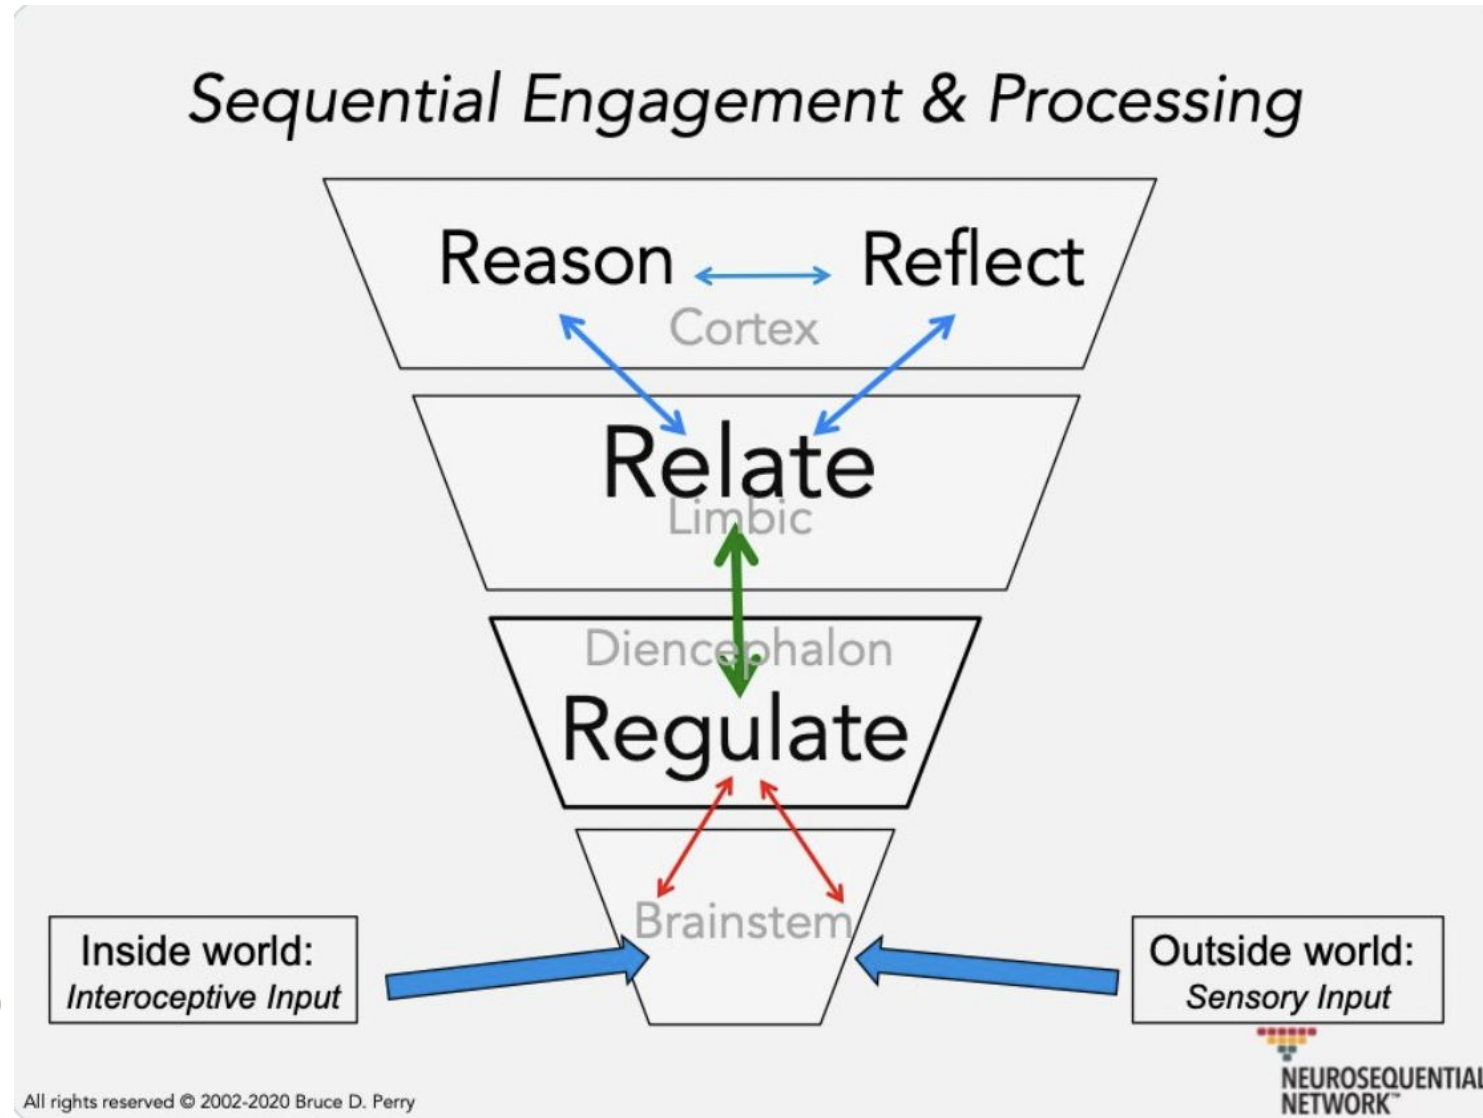 Sequential Engagement & Processing
Reason
Reflect
Cortex
Relate
Limbic
Diencephalon
Regulate
Brainstem
Inside world:
Interoceptive Input
Outside world:
Sensory Input
NEUROSEQUENTIAL
NETWORK™
All rights reserved © 2002-2020 Bruce D. Perry